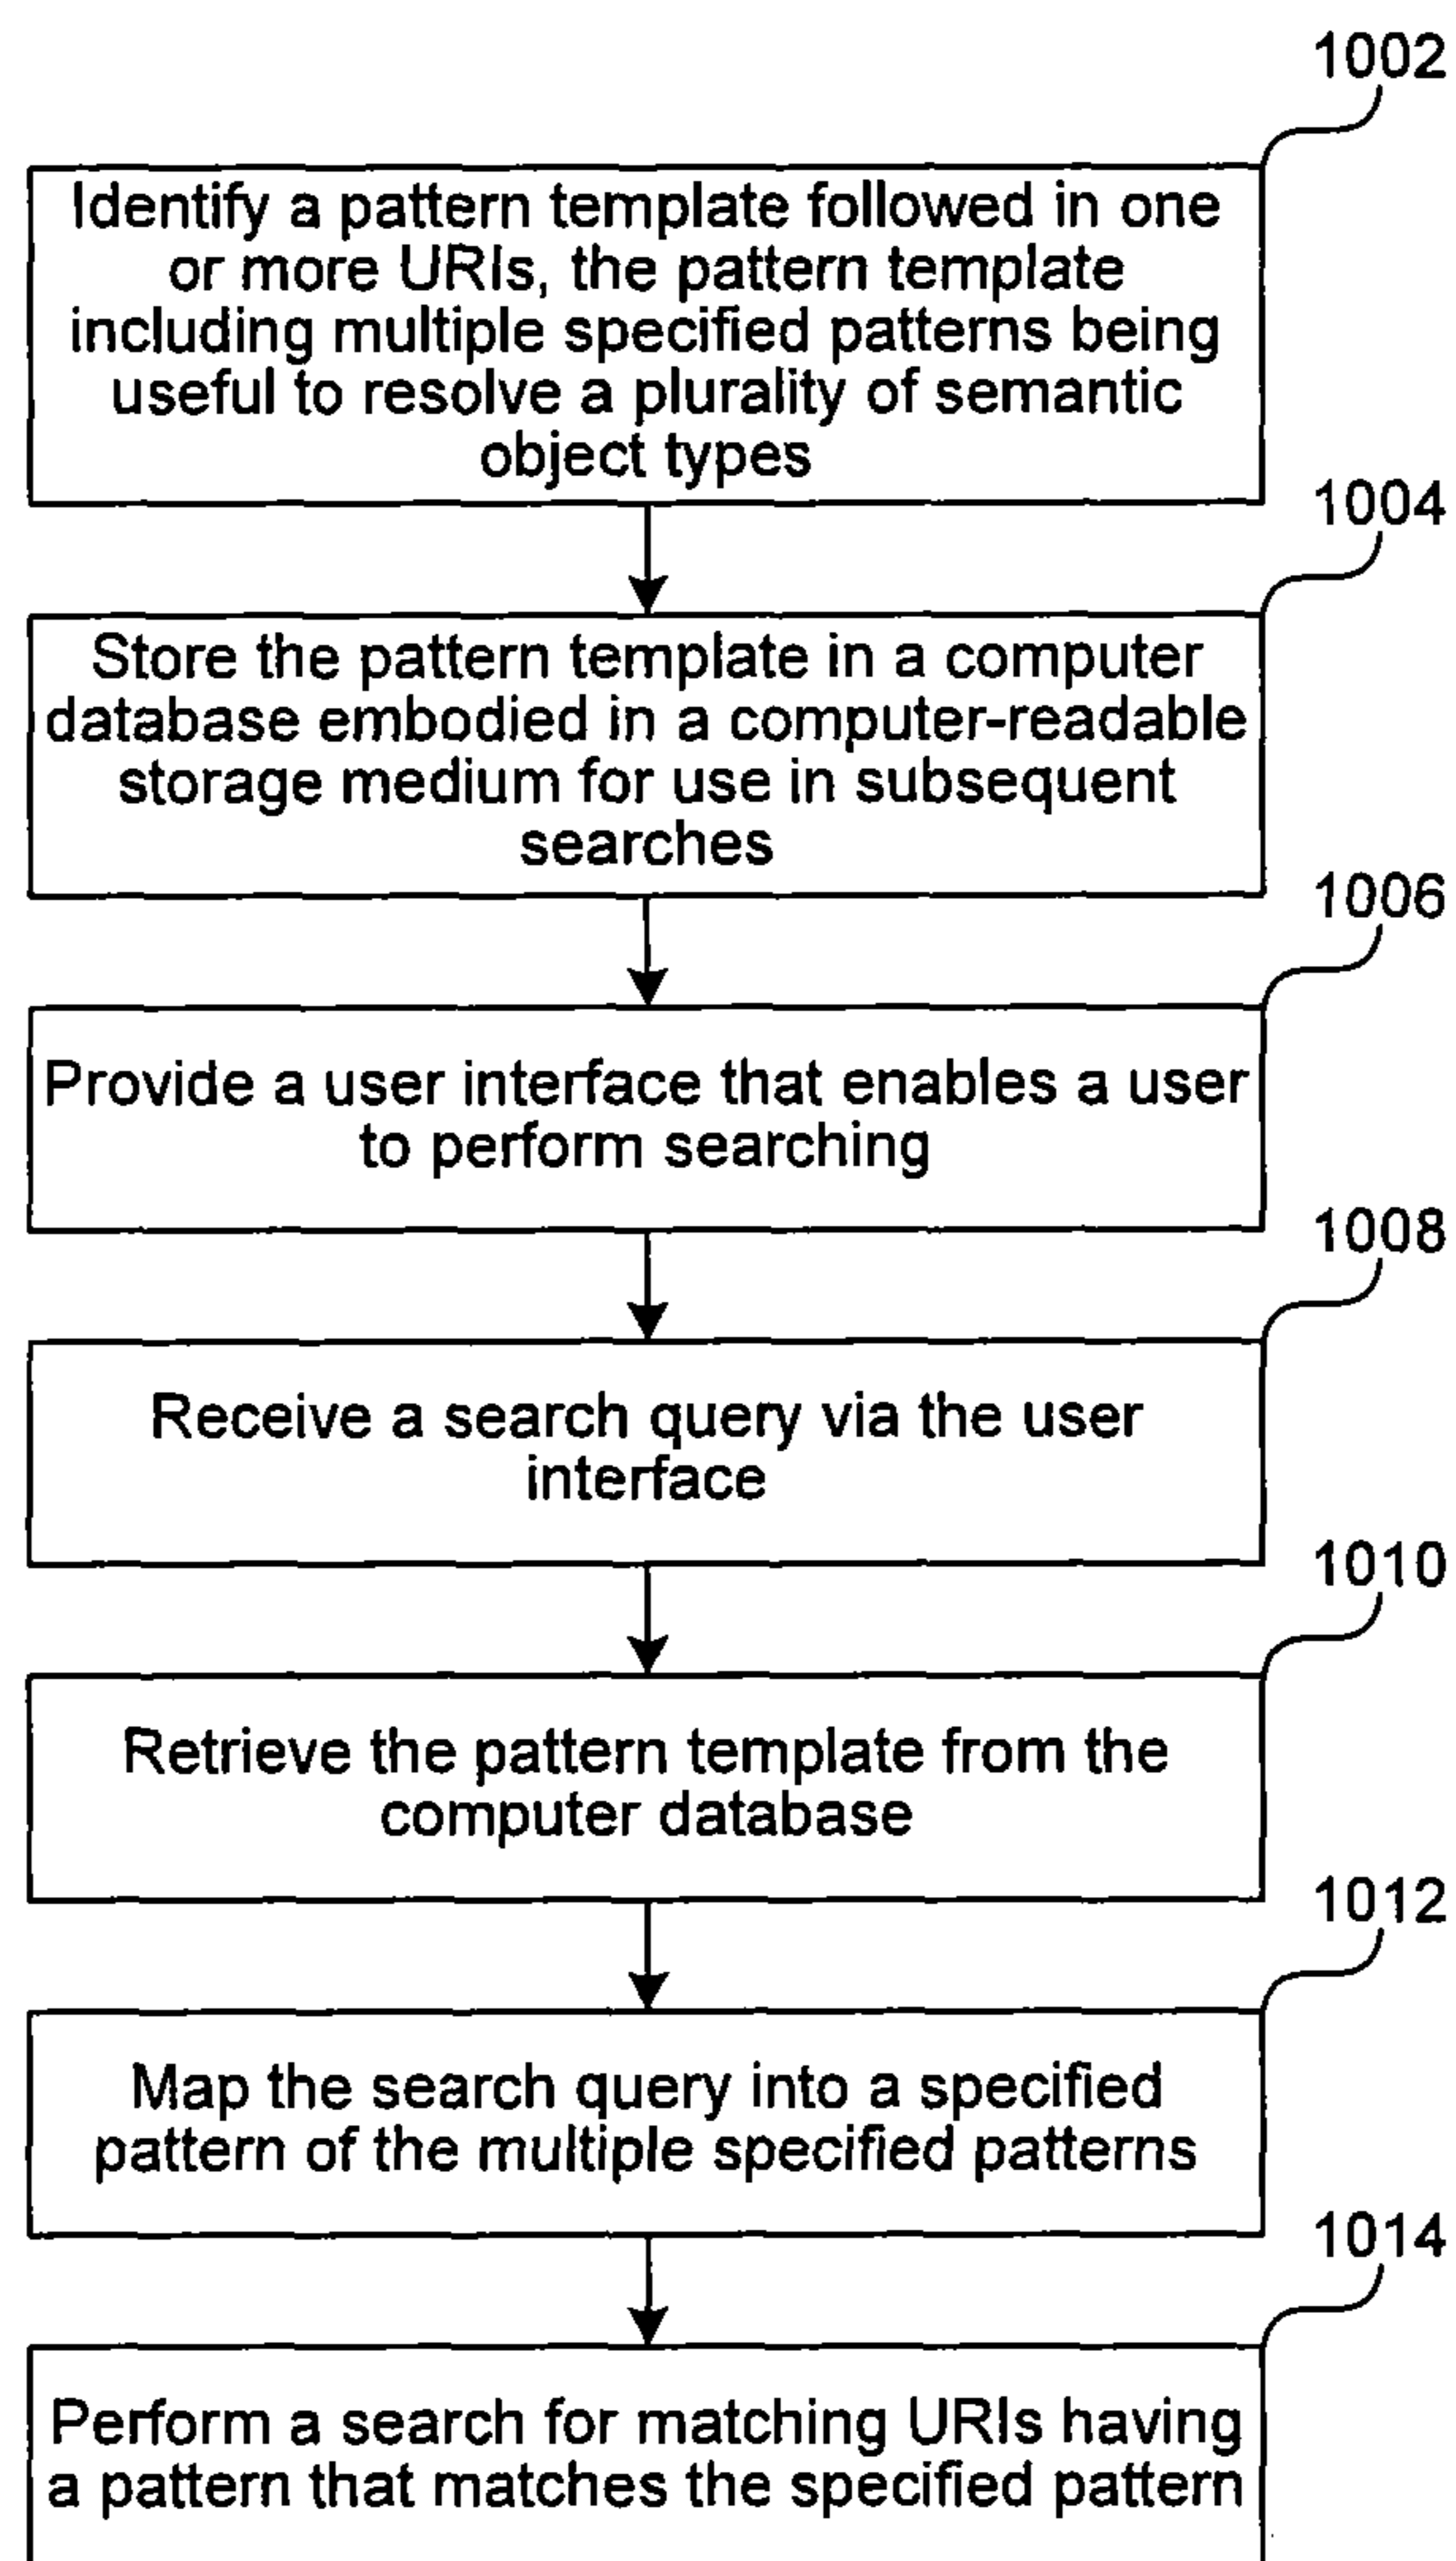 1002
Identify a pattern template followed in one
or more URIs, the pattern template
including multiple specified patterns being
useful to resolve a plurality of semantic
object types
1004
Store the pattern template in a computer
database embodied in a computer-readable
storage medium for use in subsequent
searches
1006
Provide a user interface that enables a user
to perform searching
1008
Receive a search query via the user
interface
1010
Retrieve the pattern template from the
computer database
1012
Map the search query into a specified
pattern of the multiple specified patterns
1014
Perform a search for matching URIs having
a pattern that matches the specified pattern